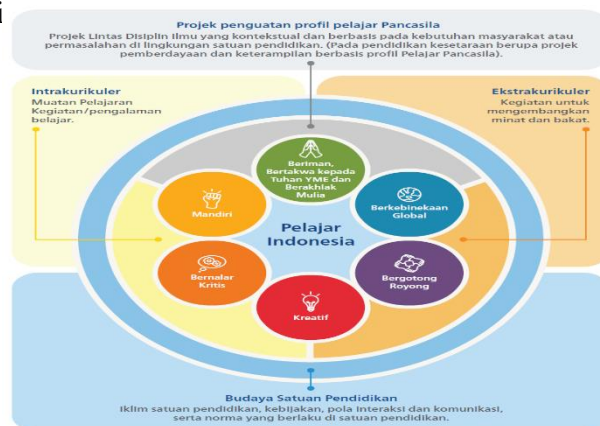 i
Projek penguatan profil pelajar Pancasila
Projek Lintas Disiplin Ilmu yang kontekstual dan berbasis pada kebutuhan masyarakat atau
permasalahan di lingkungan satuan pendidikan. (Pada pendidikan kesetaraan berupa projek
pemberdayaan dan keterampilan berbasis profil Pelajar Pancasila).
Intrakurikuler
Muatan Pelajaran
Kegiatan/pengalaman
belajar.
Ekstrakurikuler
Kegiatan untuk
mengembangkan
minat dan bakat.
Beriman,
Bertakwa kepada
Tuhan YME dan
Berakhlak
Mulia
Mandiri
Berkebinekaan
Global
Pelajar
Indonesia
Bernalar
Kritis
Bergotong
Royong
Kreatif
Budaya Satuan Pendidikan
Iklim satuan pendidikan, kebijakan, pola interaksi dan komunikasi,
serta norma yang berlaku di satuan pendidikan.